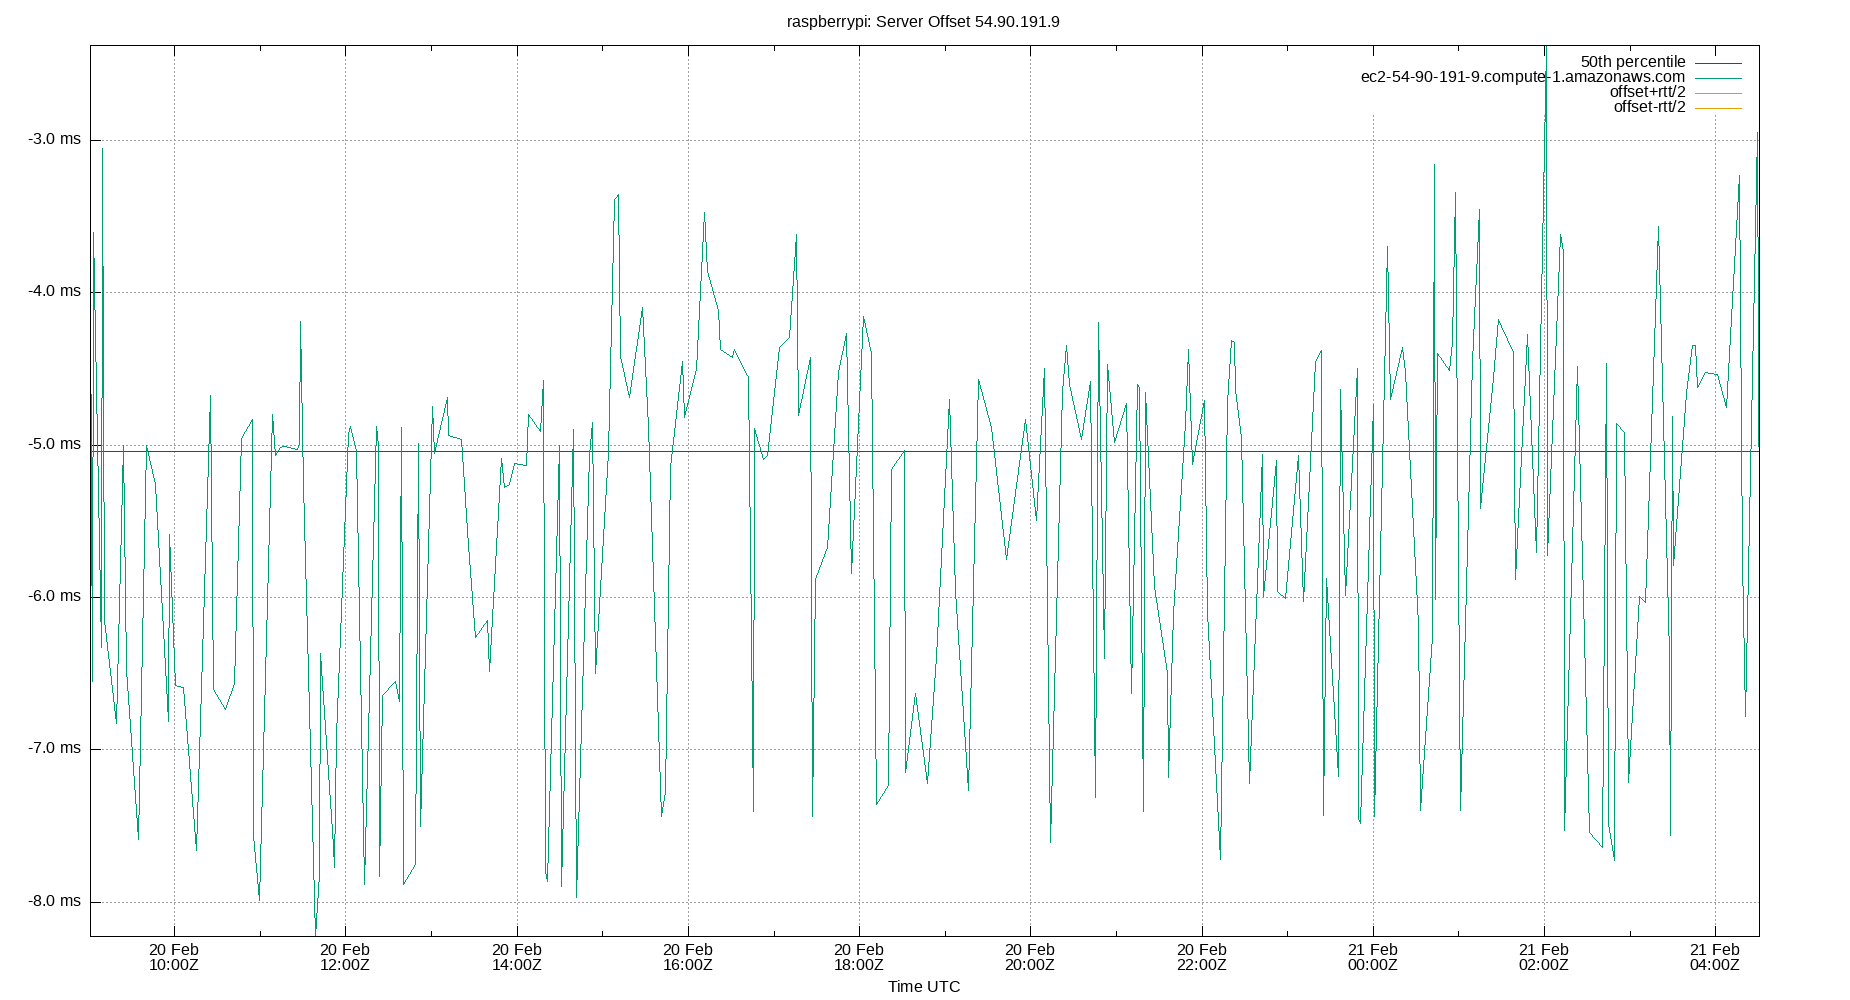 raspberrypi: Server Offset 54.90.191.9
50th percentile
ec2-54-90-191-9.compute-1.amazonaws.com
offset+rtt/2
offset-rtt/2
-3.0 ms
-4.0 ms
-5.0 ms
-6.0 ms
-7.0 ms
-8.0 ms
20 Feb 20 Feb 20 Feb 20 Feb 20 Feb 20 Feb 20 Feb 21 Feb 21 Feb 21 Feb
10:00Z 12:00Z 14:00Z 16:00Z 18:00Z 20:00Z 22:00Z 00:00Z 02:00Z 04:00Z
Time UTC